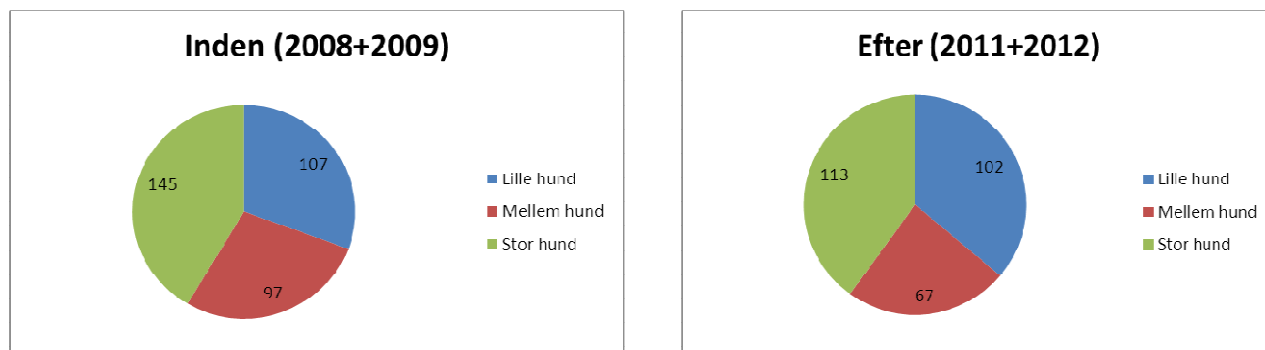 Inden (2008+2009)
107
145
97
Lille hund
Mellem hund
Stor hund
Efter (2011+2012)
102
113
67
Lille hund
Mellem hund
Stor hund